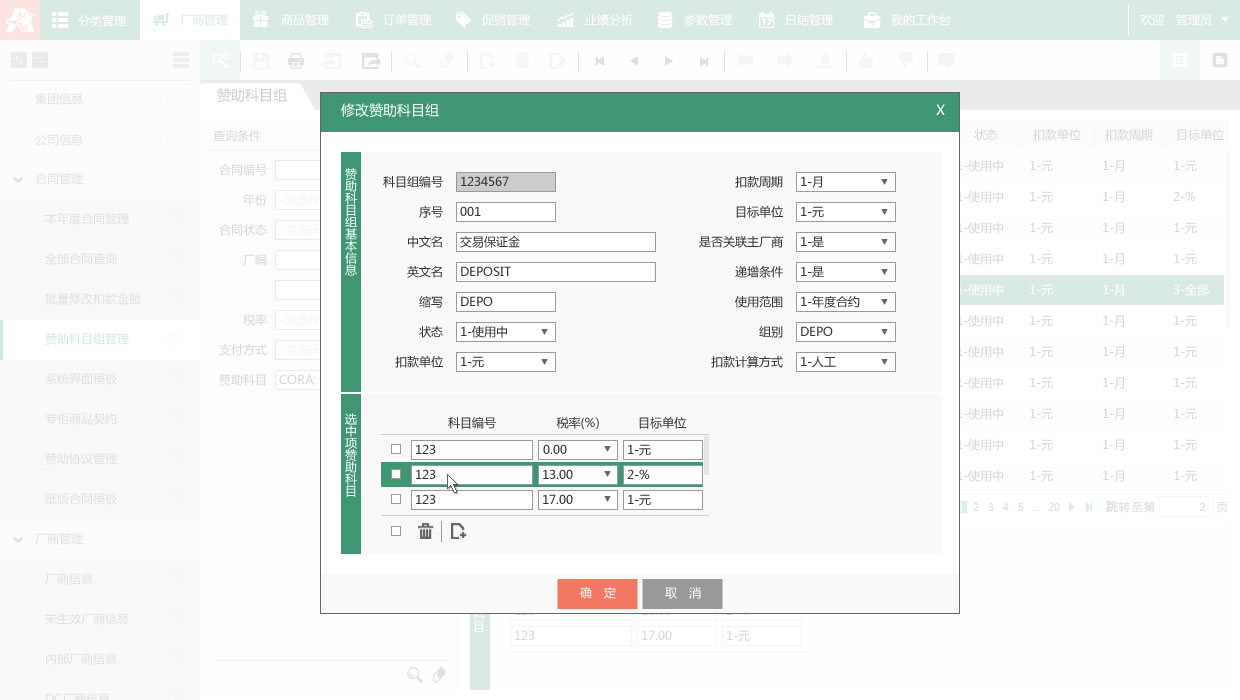 分类管理 厂商管理 商品管理 订单管理 促销管理 业绩分析 参数管理 日结管理 我的工作台 欢迎，管理员
赞助科目组
集团信息
公司信息
合同管理
本年度合同管理
全部合同查询
批量修改扣款金额
赞助科目组管理
系统界面模板
专柜商品契约
赞助协议管理
纸版合同模板
厂商管理
厂商信息
未生效厂商信息
内部厂商信息
DC厂商信息
查询条件
合同编号
年份
合同状态
厂编
税率
支付方式
赞助科目 CORA;
修改赞助科目组 X
赞助科目组基本信息
科目组编号 1234567 扣款周期 1-月
序号 001 目标单位 1-元
中文名 交易保证金 是否关联主厂商 1-是
英文名 DEPOSIT 递增条件 1-是
缩写 DEPO 使用范围 1-年度合约
状态 1-使用中 组别 DEPO
扣款单位 1-元 扣款计算方式 1-人工
选中项赞助科目
科目编号 税率(%) 目标单位
123 0.00 1-元
123 13.00 2-%
123 17.00 1-元
确 定 取 消
状态 扣款单位 扣款周期 目标单位
1-使用中 1-元 1-月 1-元
1-使用中 1-元 1-月 2-%
1-使用中 1-元 1-月 1-元
1-使用中 1-元 1-月 1-元
1-使用中 1-元 1-月 3-全部
1-使用中 1-元 1-月 1-元
1-使用中 1-元 1-月 1-元
1-使用中 1-元 1-月 1-元
1-使用中 1-元 1-月 1-元
1-使用中 1-元 1-月 1-元
1-使用中 1-元 1-月 1-元
2 3 4 5 ... 20 跳转至第 2 页
123 17.00 1-元